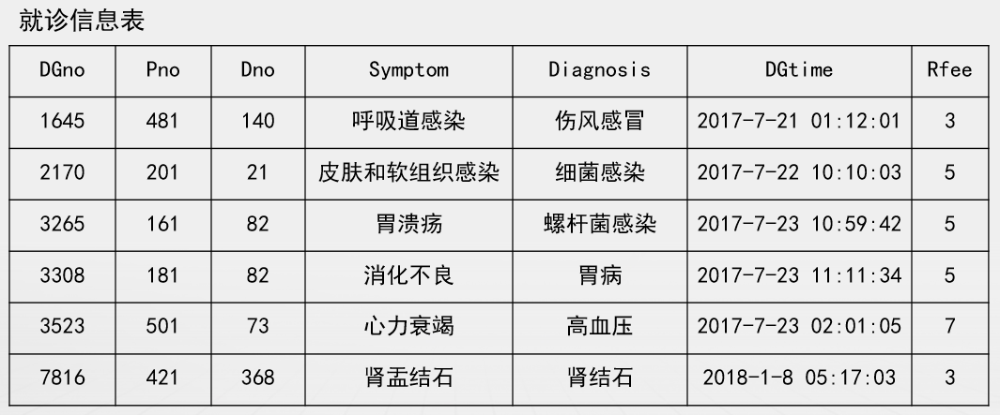 就诊信息表
DGno Pno Dno Symptom Diagnosis DGtime Rfee
1645 481 140 呼吸道感染 伤风感冒 2017-7-21 01:12:01 3
2170 201 21 皮肤和软组织感染 细菌感染 2017-7-22 10:10:03 5
3265 161 82 胃溃疡 螺杆菌感染 2017-7-23 10:59:42 5
3308 181 82 消化不良 胃病 2017-7-23 11:11:34 5
3523 501 73 心力衰竭 高血压 2017-7-23 02:01:05 7
7816 421 368 肾盂结石 肾结石 2018-1-8 05:17:03 3